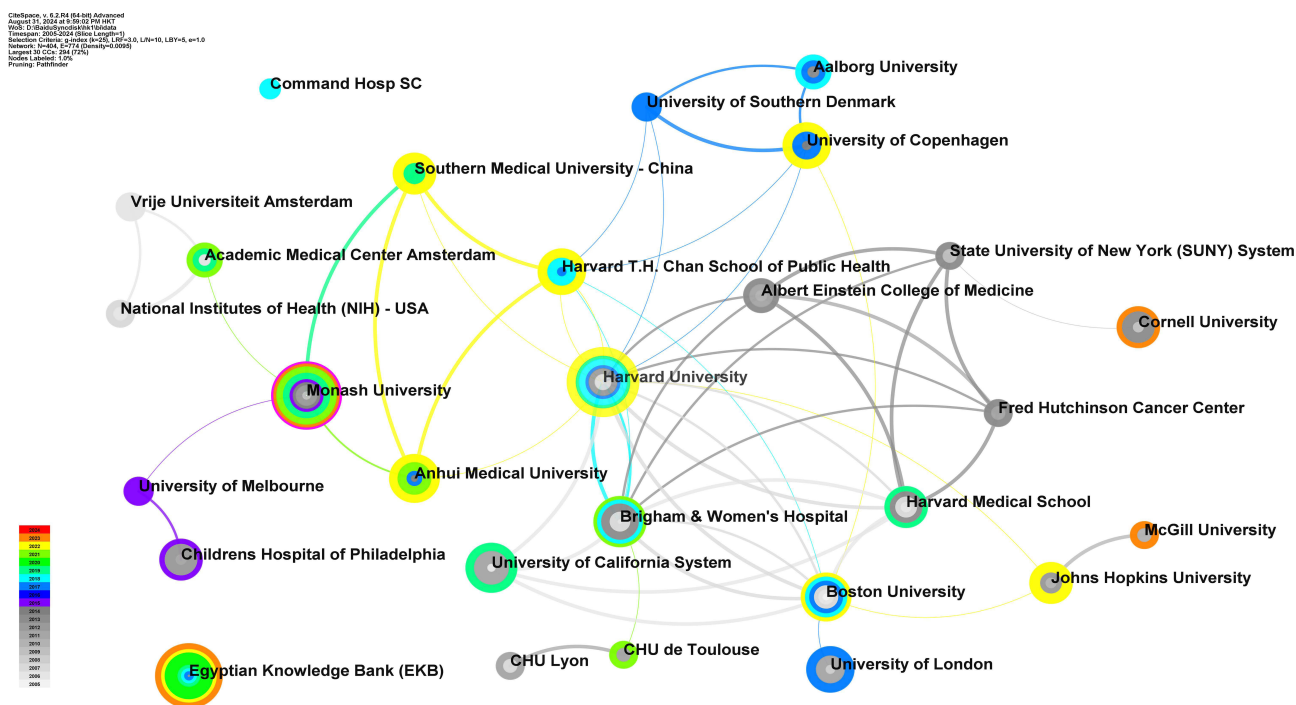 CiteSpace, v. 6.2.R4 (64-bit) Advanced
August 31, 2024 at 9:59:02 PM HKT
WoS: D:\BaiduSyncdisk\hk1\bl\data
Timespan: 2005-2024 (Slice Length=1)
Selection Criteria: g-index (k=25), LRF=3.0, L/N=10, LBY=5, e=1.0
Network: N=404, E=774 (Density=0.0095)
Largest 30 CCs: 294 (72%)
Nodes Labeled: 1.0%
Pruning: Pathfinder
Aalborg University
Command Hosp SC
University of Southern Denmark
University of Copenhagen
Southern Medical University - China
Vrije Universiteit Amsterdam
Academic Medical Center Amsterdam
State University of New York (SUNY) System
Harvard T.H. Chan School of Public Health
Albert Einstein College of Medicine
National Institutes of Health (NIH) - USA
Cornell University
Harvard University
Monash University
Fred Hutchinson Cancer Center
Anhui Medical University
University of Melbourne
Harvard Medical School
Brigham & Women's Hospital
McGill University
Childrens Hospital of Philadelphia
University of California System
Johns Hopkins University
Boston University
CHU de Toulouse
CHU Lyon
University of London
Egyptian Knowledge Bank (EKB)
2024
2023
2022
2021
2020
2019
2018
2017
2016
2015
2014
2013
2012
2011
2010
2009
2008
2007
2006
2005